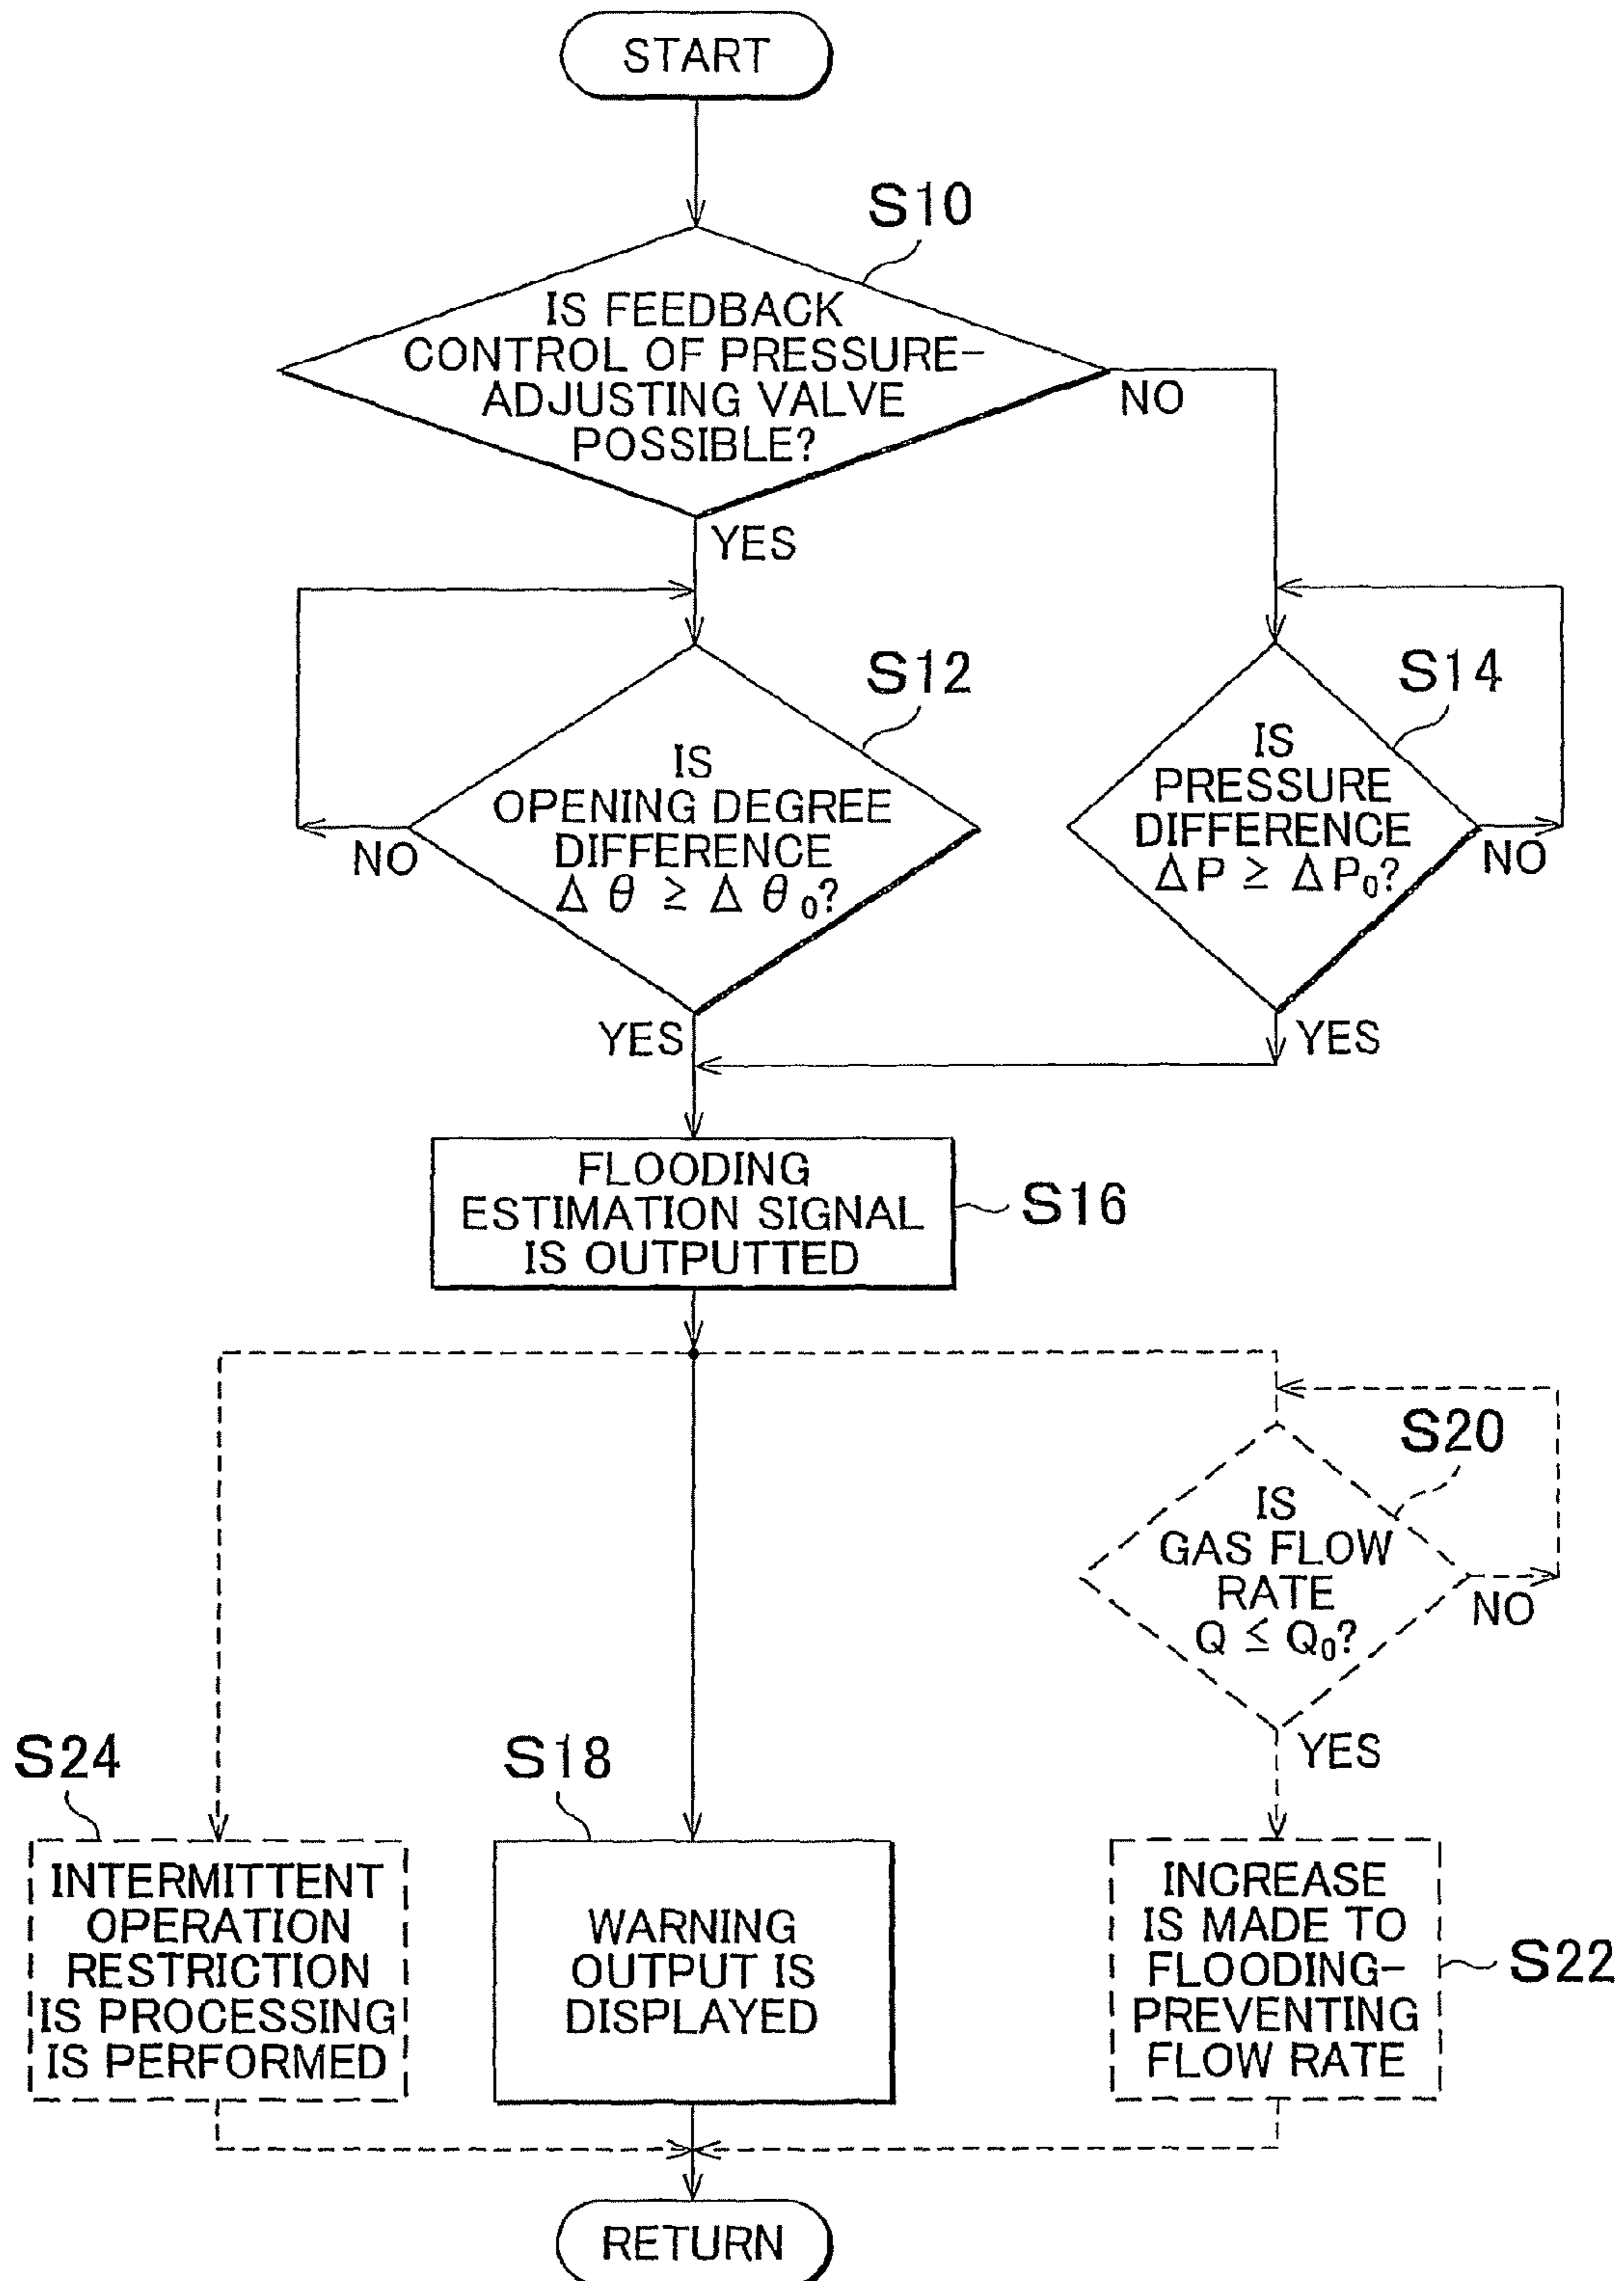 START
S10
IS FEEDBACK
CONTROL OF PRESSURE-
ADJUSTING VALVE
POSSIBLE?
NO
YES
S12
IS
OPENING DEGREE
DIFFERENCE
Δθ ≥ Δθ₀?
NO
YES
S14
IS
PRESSURE
DIFFERENCE
ΔP ≥ ΔP₀?
NO
YES
FLOODING
ESTIMATION SIGNAL
IS OUTPUTTED
S16
S20
IS
GAS FLOW
RATE
Q ≤ Q₀?
NO
YES
S24
INTERMITTENT
OPERATION
RESTRICTION
IS PROCESSING
IS PERFORMED
S18
WARNING
OUTPUT IS
DISPLAYED
INCREASE
IS MADE TO
FLOODING-
PREVENTING
FLOW RATE
S22
RETURN